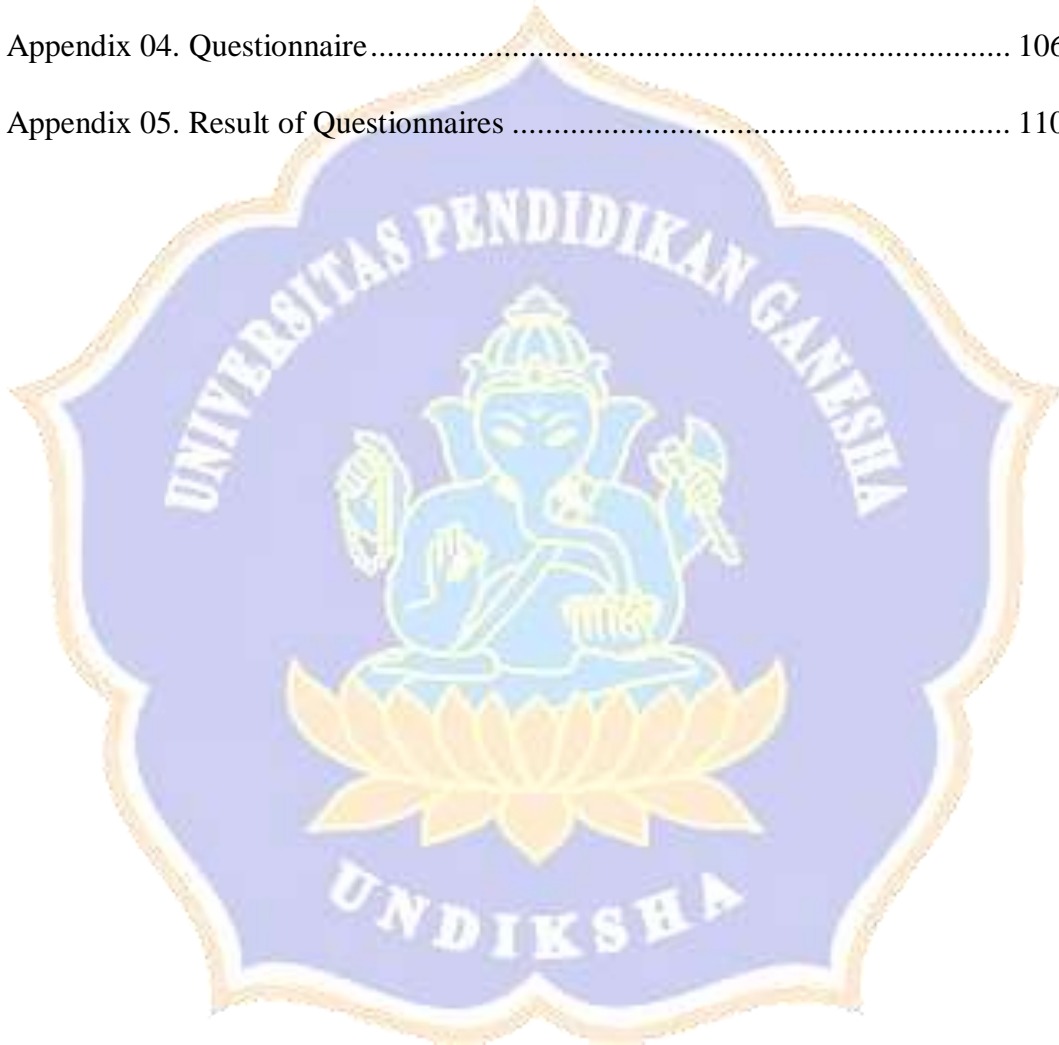 Appendix 04. Questionnaire............................................................................. 106
Appendix 05. Result of Questionnaires ............................................................ 110
UNIVERSITAS PENDIDIKAN GANESHA
UNDIKSHA